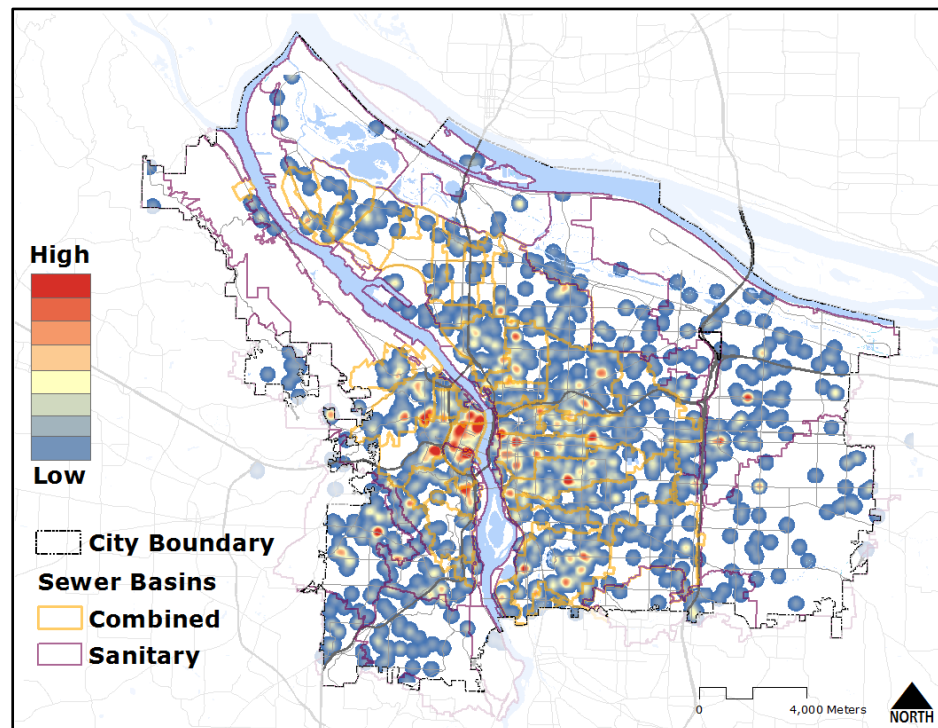 High
Low
City Boundary
Sewer Basins
Combined
Sanitary
0 4,000 Meters
NORTH